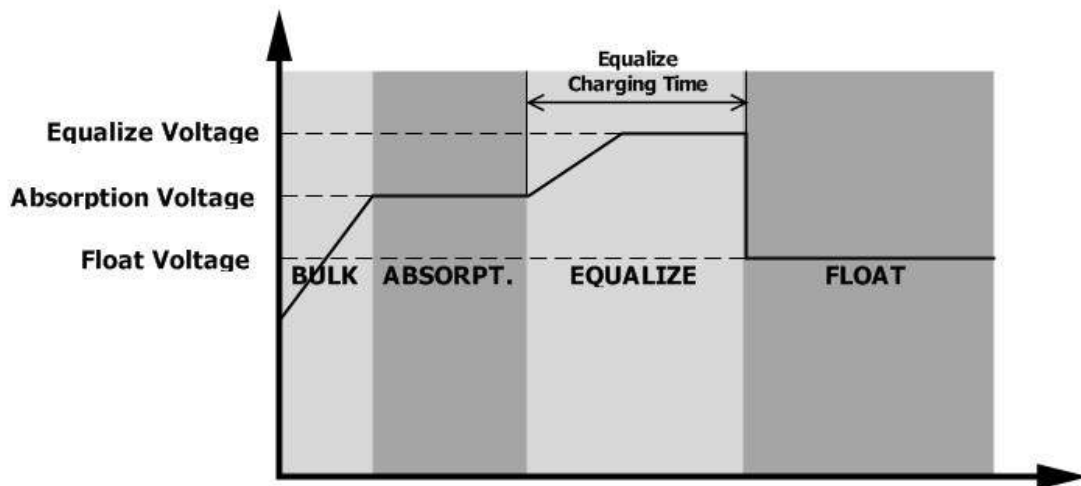 Equalize
Charging Time
Equalize Voltage
Absorption Voltage
Float Voltage
BULK
ABSORPT.
EQUALIZE
FLOAT